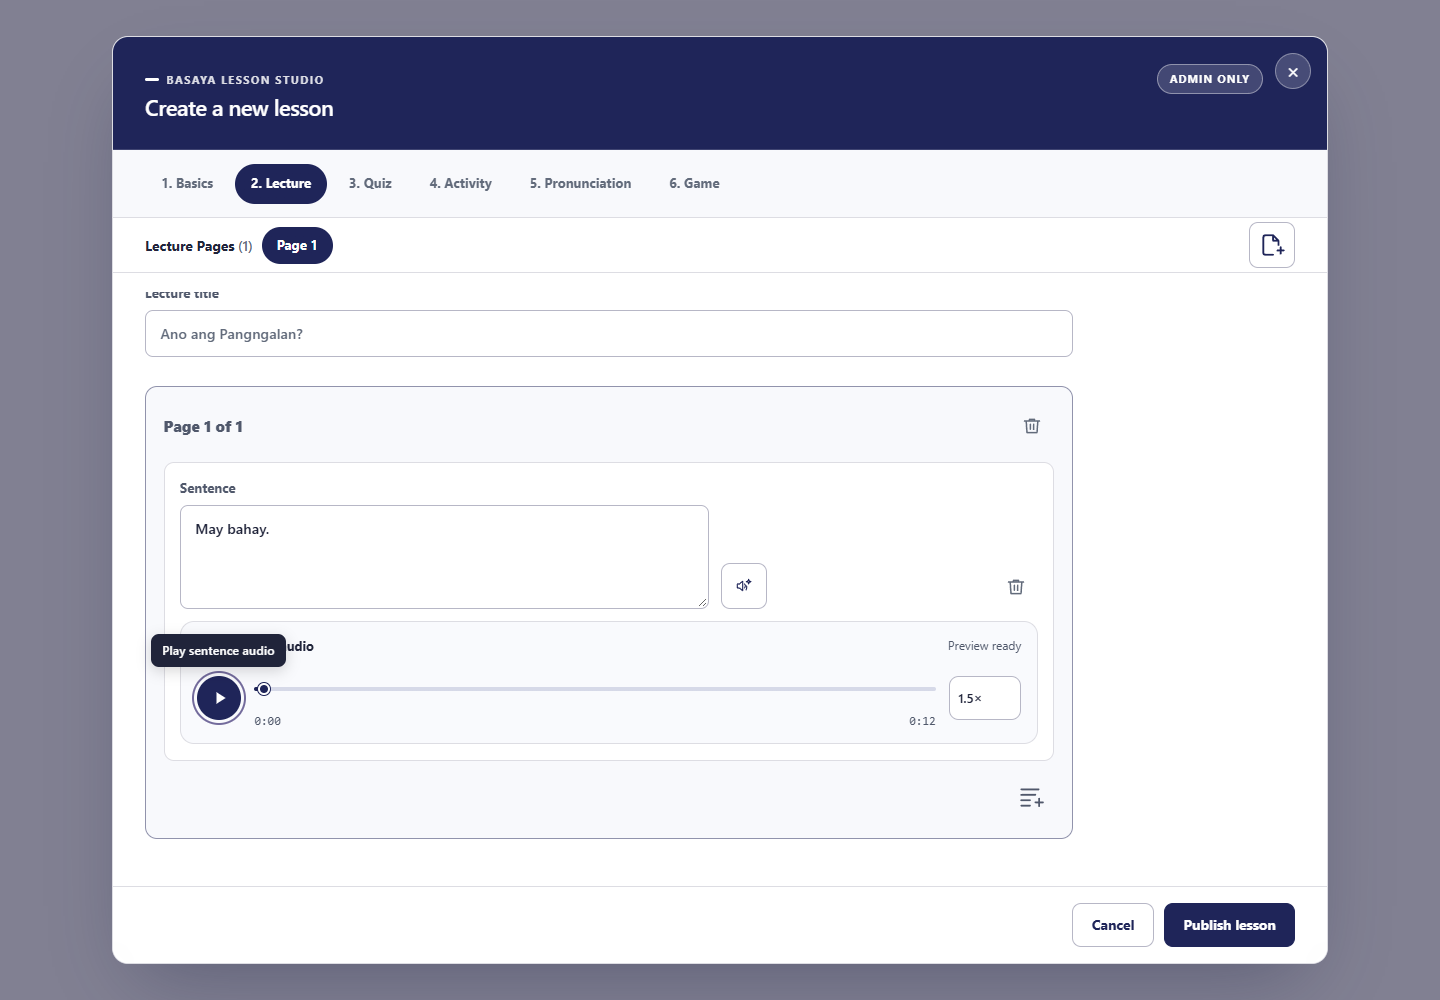 BASAYA LESSON STUDIO
Create a new lesson
ADMIN ONLY
1. Basics
2. Lecture
3. Quiz
4. Activity
5. Pronunciation
6. Game
Lecture Pages (1)
Page 1
Lecture title
Ano ang Pangngalan?
Page 1 of 1
Sentence
May bahay.
Play sentence audio
udio
Preview ready
0:00
0:12
1.5×
Cancel
Publish lesson